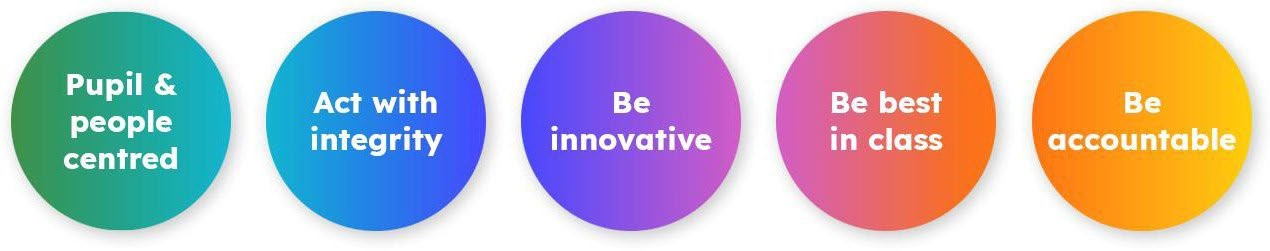 Pupil &
people
centred
Act with
integrity
Be
innovative
Be best
in class
Be
accountable